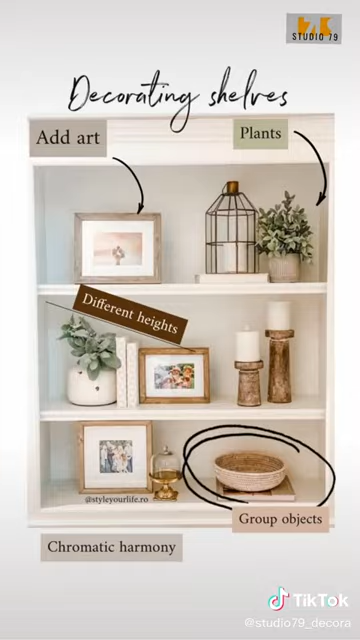 STUDIO 79
Decorating shelves
Add art
Plants
Different heights
@styleyourlife.ro
Group objects
Chromatic harmony
TikTok
@studio79_decora